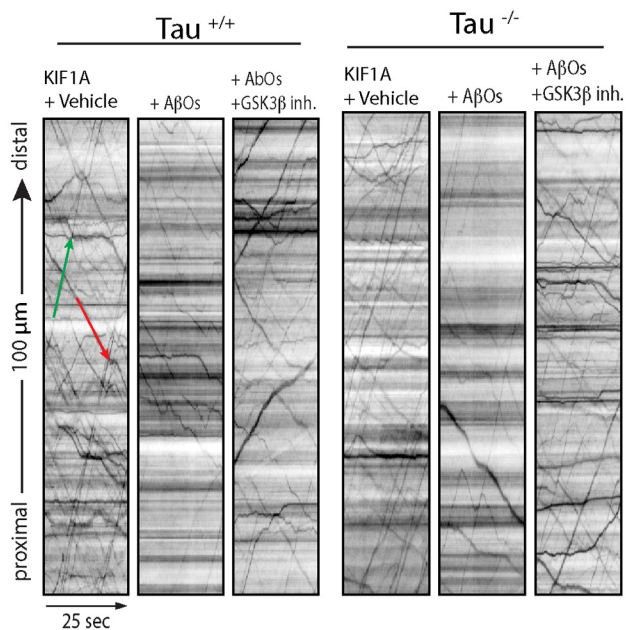 Tau +/+
Tau -/-
KIF1A
+ Vehicle
+ AβOs
+ AbOs
+GSK3β inh.
KIF1A
+ Vehicle
+ AβOs
+ AβOs
+GSK3β inh.
distal
100 μm
proximal
25 sec